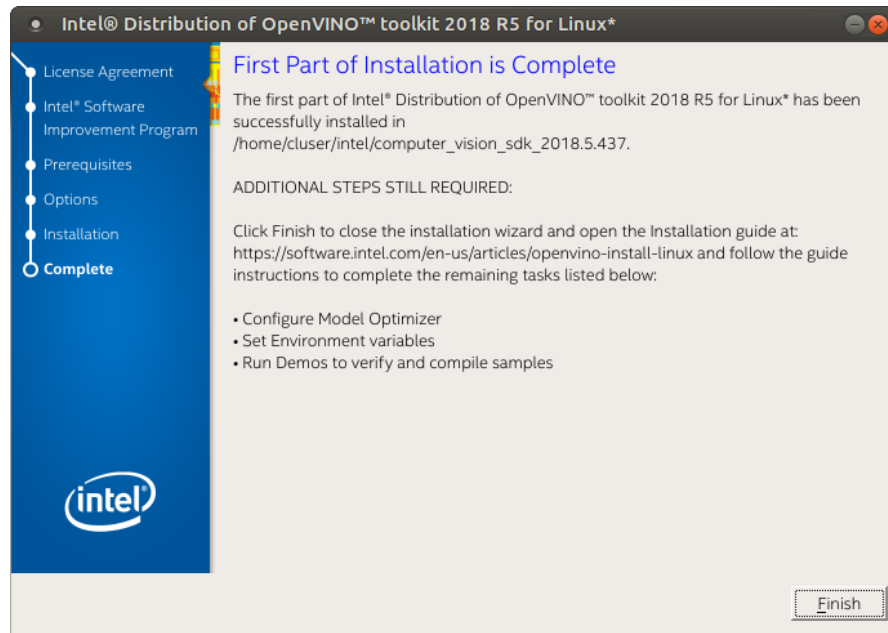 Intel® Distribution of OpenVINO™ toolkit 2018 R5 for Linux*
License Agreement
Intel® Software
Improvement Program
Prerequisites
Options
Installation
Complete
First Part of Installation is Complete
The first part of Intel® Distribution of OpenVINO™ toolkit 2018 R5 for Linux* has been
successfully installed in
/home/cluser/intel/computer_vision_sdk_2018.5.437.
ADDITIONAL STEPS STILL REQUIRED:
Click Finish to close the installation wizard and open the Installation guide at:
https://software.intel.com/en-us/articles/openvino-install-linux and follow the guide
instructions to complete the remaining tasks listed below:
• Configure Model Optimizer
• Set Environment variables
• Run Demos to verify and compile samples
intel®
Finish